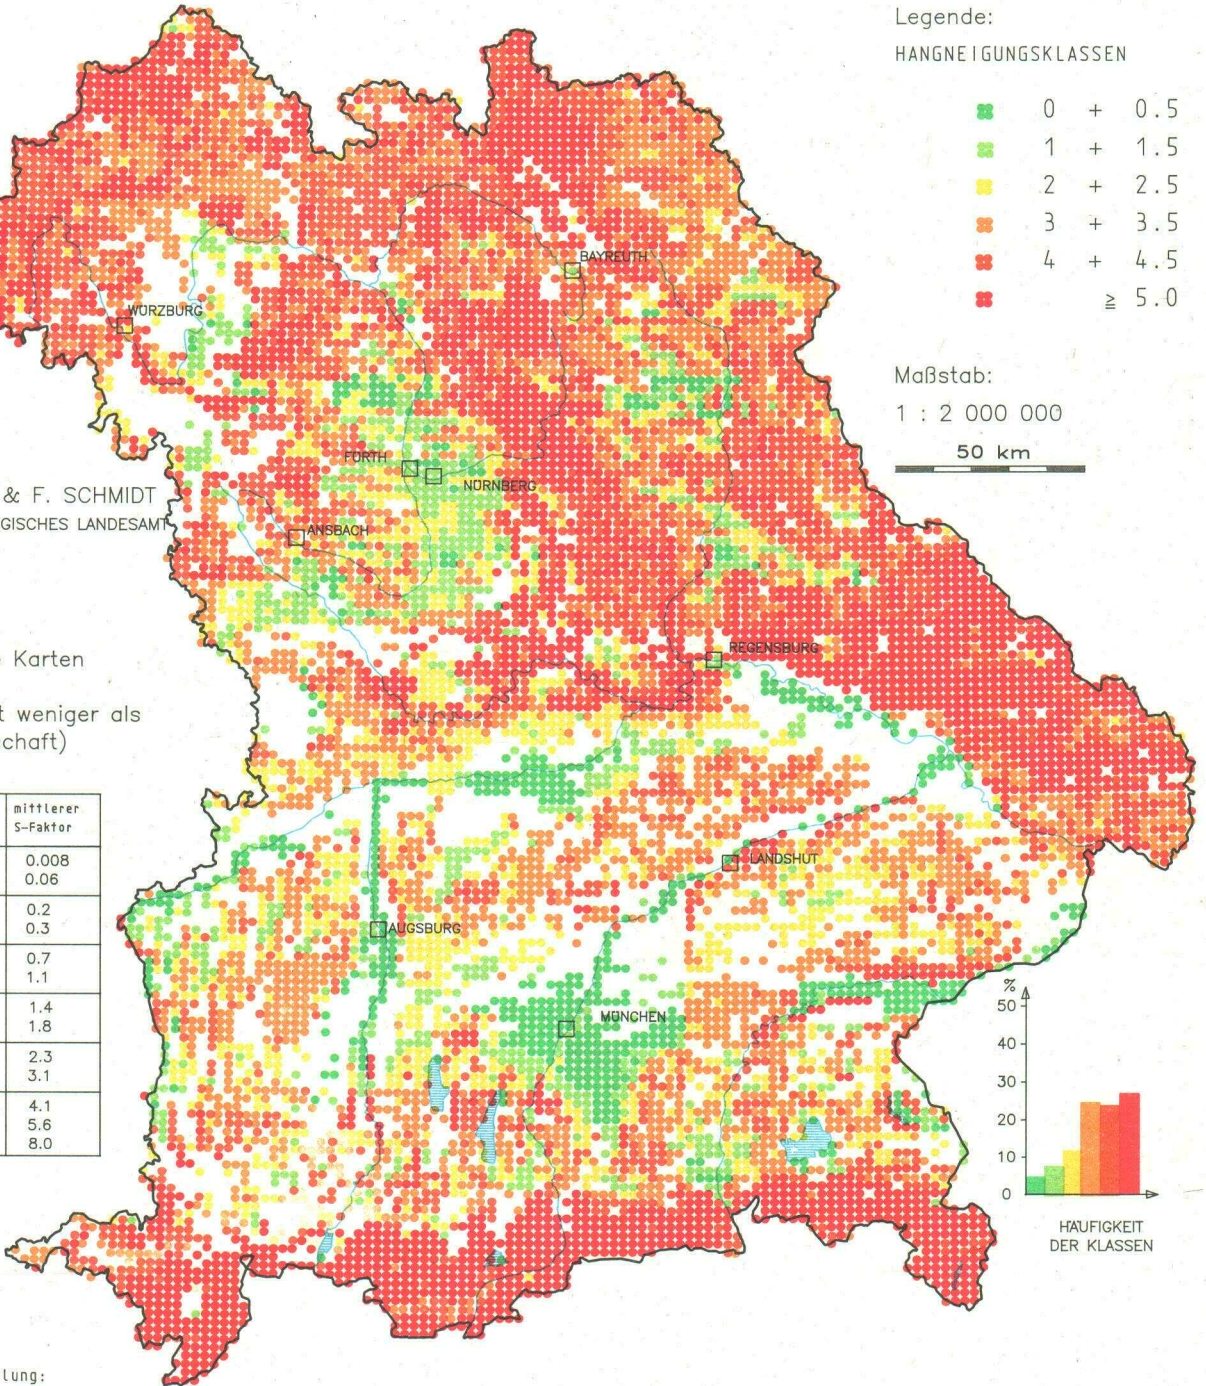 Legende:
HANGNEIGUNGSKLASSEN
0 + 0.5
1 + 1.5
2 + 2.5
3 + 3.5
4 + 4.5
≧ 5.0
Maßstab:
1 : 2 000 000
50 km
BAYREUTH
WÜRZBURG
FÜRTH
NÜRNBERG
ANSBACH
REGENSBURG
LANDSHUT
AUGSBURG
MÜNCHEN
& F. SCHMIDT
GISCHES LANDESAMT
Karten
t weniger als
chaft)
mittlerer
S-Faktor
0.008
0.06
0.2
0.3
0.7
1.1
1.4
1.8
2.3
3.1
4.1
5.6
8.0
%
50
40
30
20
10
0
HÄUFIGKEIT
DER KLASSEN
lung: